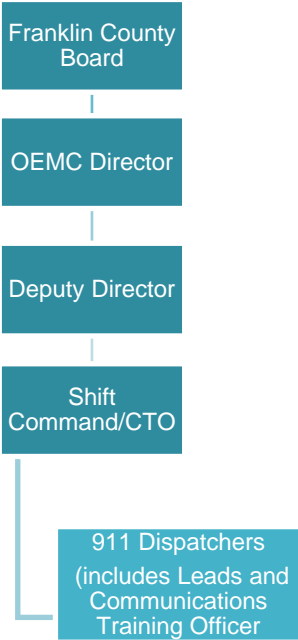 Franklin County
Board
OEMC Director
Deputy Director
Shift
Command/CTO
911 Dispatchers
(includes Leads and
Communications
Training Officer